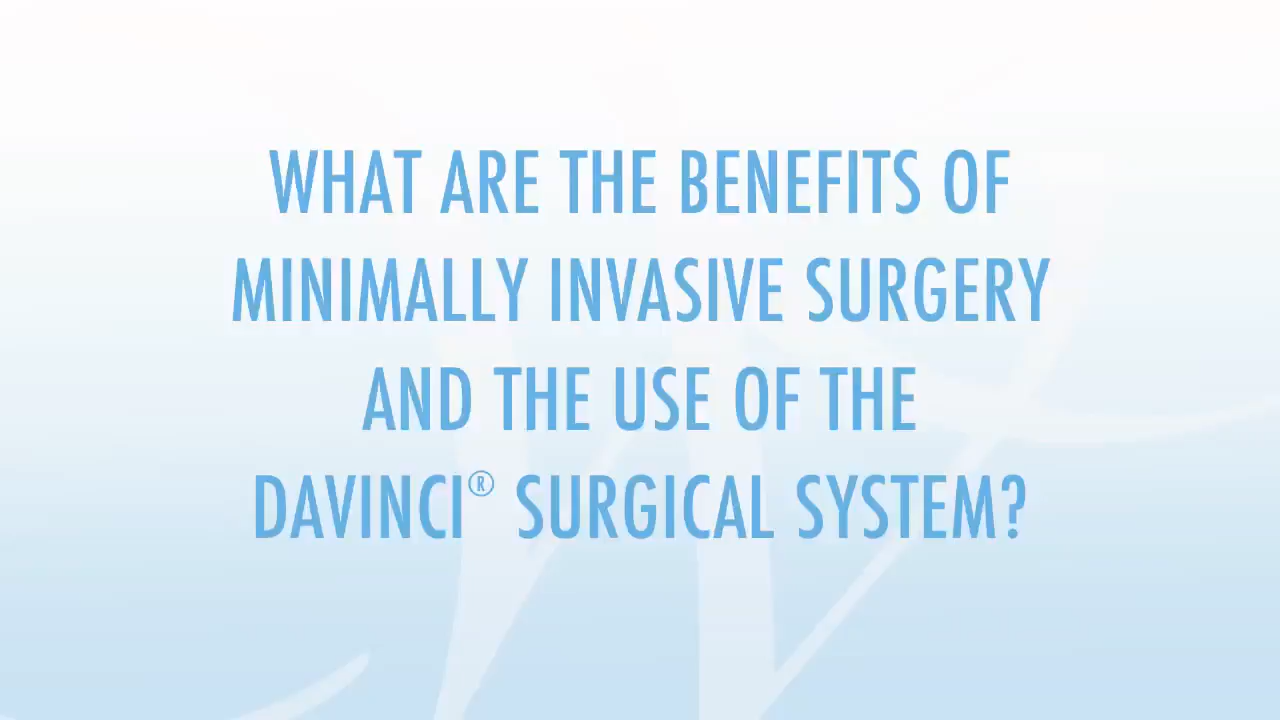 WHAT ARE THE BENEFITS OF
MINIMALLY INVASIVE SURGERY
AND THE USE OF THE
DAVINCI® SURGICAL SYSTEM?